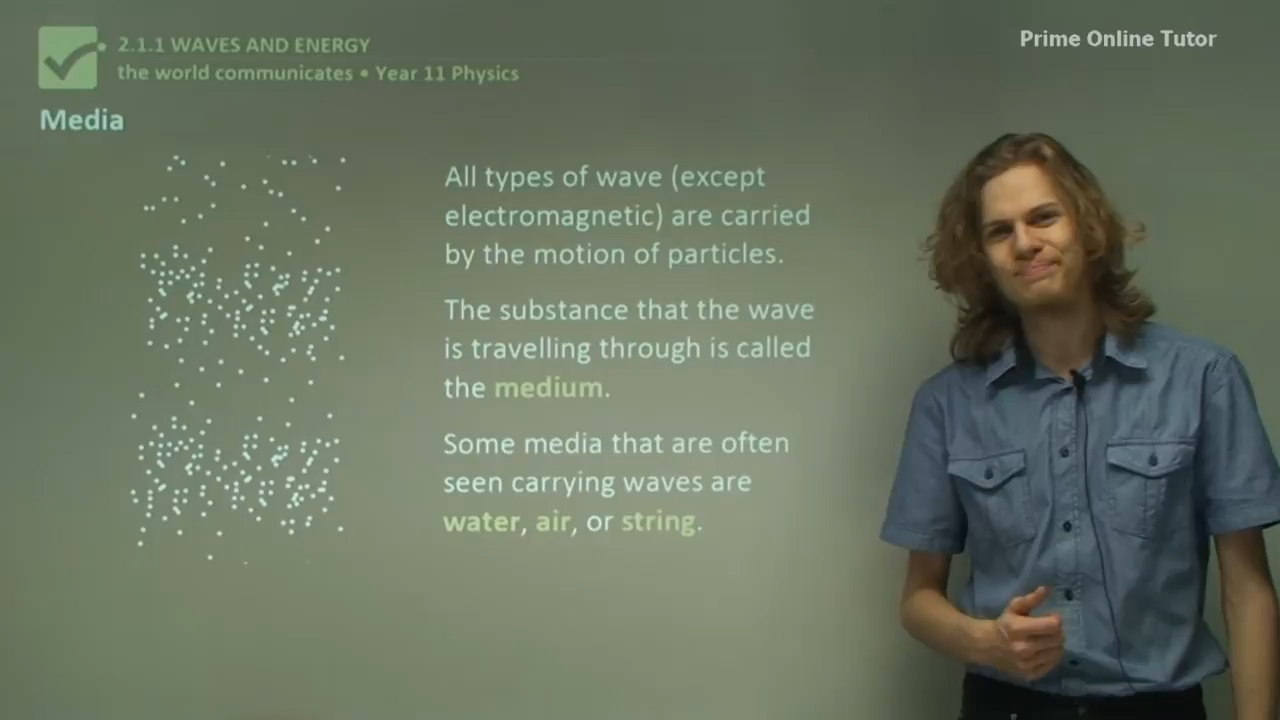 2.1.1 WAVES AND ENERGY
the world communicates • Year 11 Physics
Prime Online Tutor
Media
All types of wave (except
electromagnetic) are carried
by the motion of particles.
The substance that the wave
is travelling through is called
the medium.
Some media that are often
seen carrying waves are
water, air, or string.